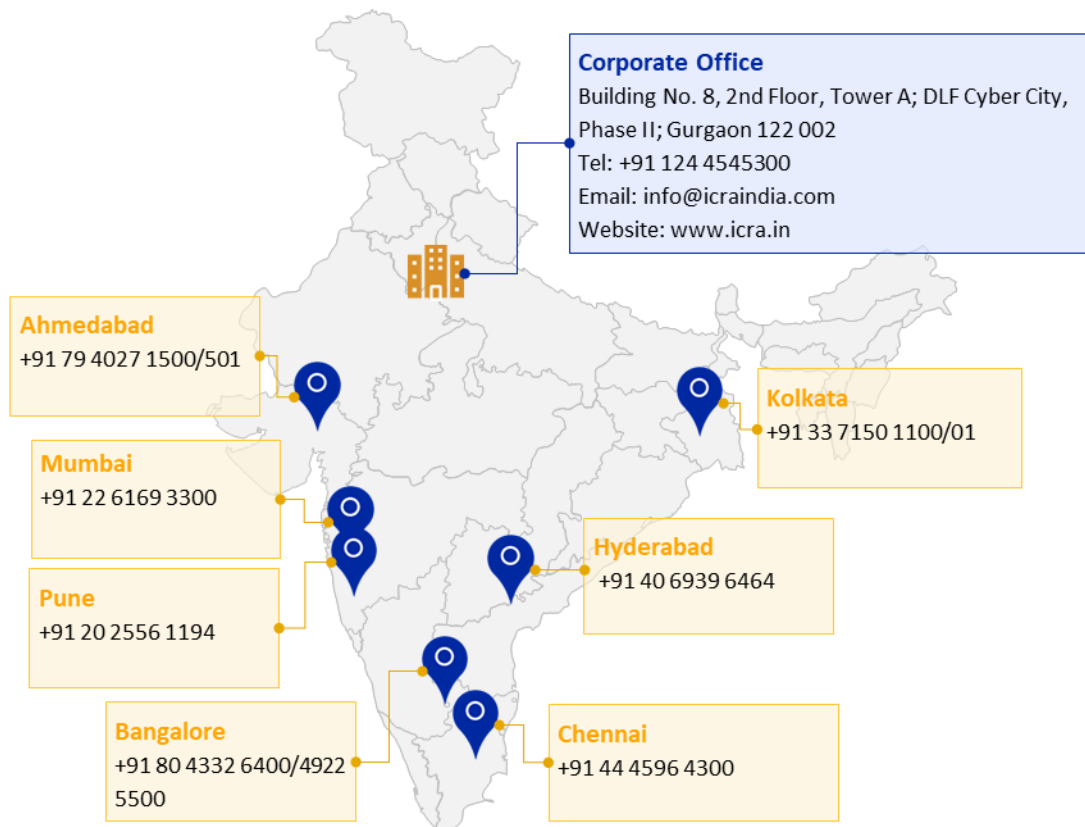 Corporate Office
Building No. 8, 2nd Floor, Tower A; DLF Cyber City,
Phase II; Gurgaon 122 002
Tel: +91 124 4545300
Email: info@icraindia.com
Website: www.icra.in
Ahmedabad
+91 79 4027 1500/501
Kolkata
+91 33 7150 1100/01
Mumbai
+91 22 6169 3300
Hyderabad
+91 40 6939 6464
Pune
+91 20 2556 1194
Bangalore
+91 80 4332 6400/4922
5500
Chennai
+91 44 4596 4300